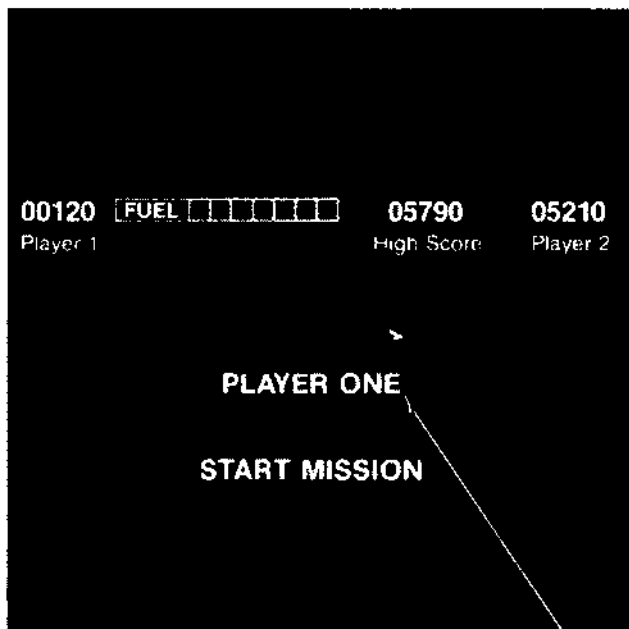 00120 FUEL 05790 05210
Player 1 High Score Player 2
PLAYER ONE
START MISSION